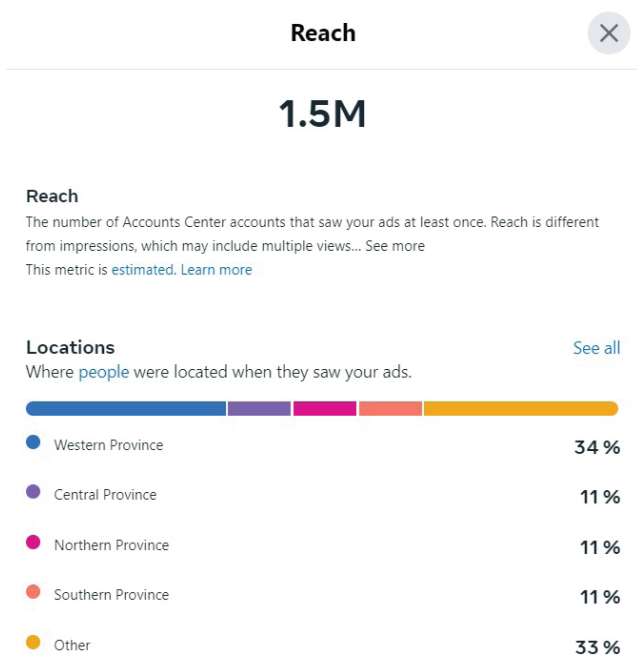 Reach
1.5M
Reach
The number of Accounts Center accounts that saw your ads at least once. Reach is different
from impressions, which may include multiple views... See more
This metric is estimated. Learn more
Locations See all
Where people were located when they saw your ads.
Western Province 34 %
Central Province 11 %
Northern Province 11 %
Southern Province 11 %
Other 33 %